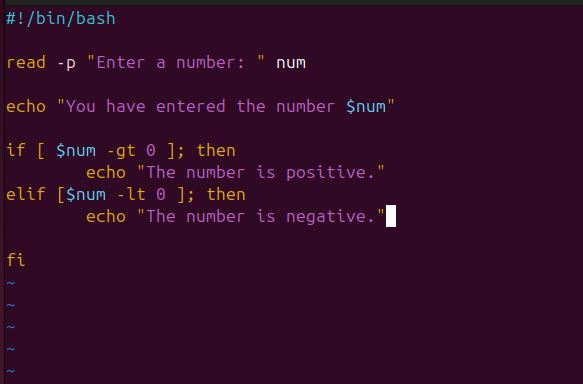 #!/bin/bash
read -p "Enter a number: " num
echo "You have entered the number $num"
if [ $num -gt 0 ]; then
        echo "The number is positive."
elif [$num -lt 0 ]; then
        echo "The number is negative."
fi
~
~
~
~
~